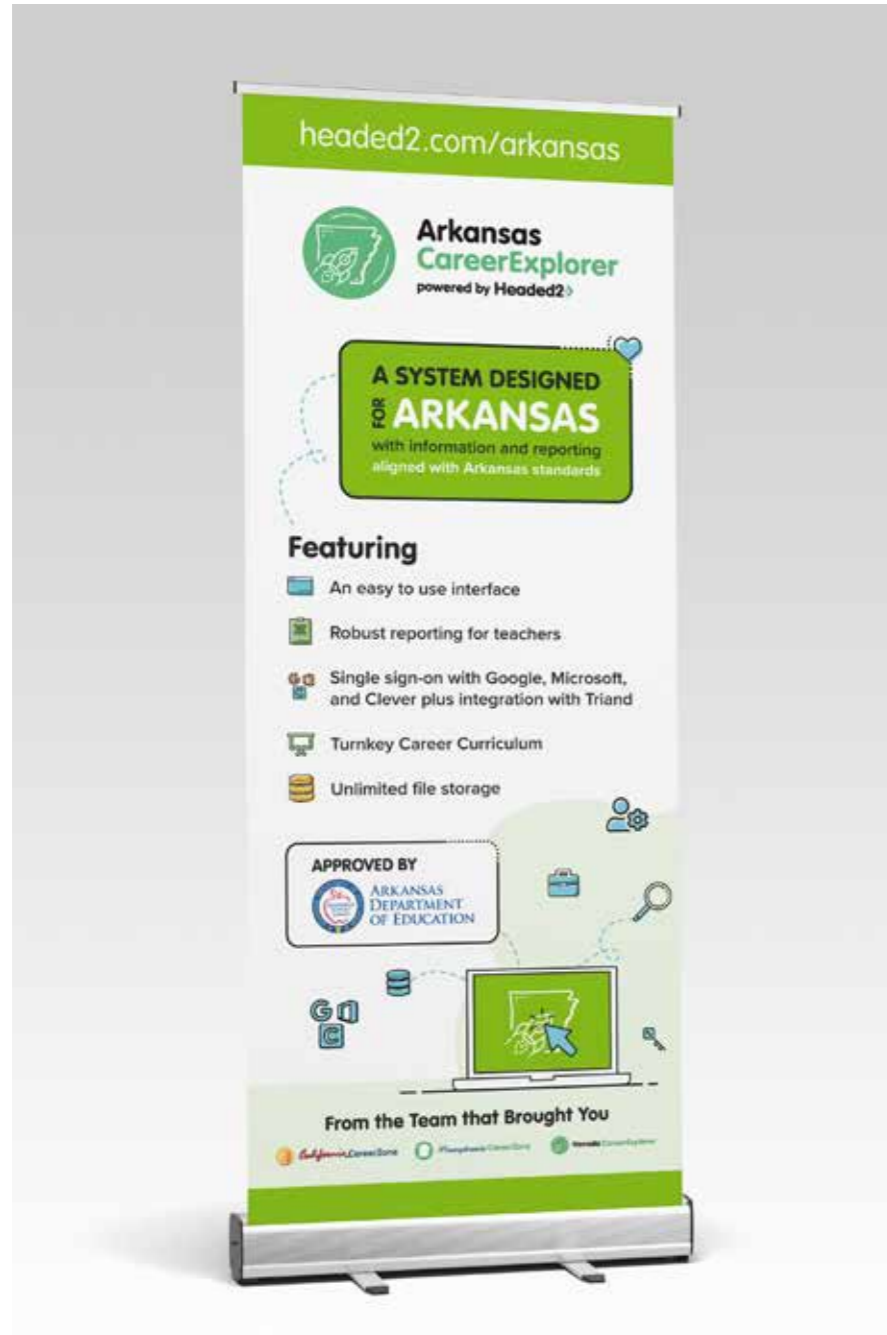 headed2.com/arkansas
Arkansas
CareerExplorer
powered by Headed2
A SYSTEM DESIGNED
FOR ARKANSAS
with information and reporting
aligned with Arkansas standards
Featuring
An easy to use interface
Robust reporting for teachers
Single sign-on with Google, Microsoft,
and Clever plus integration with Triand
Turnkey Career Curriculum
Unlimited file storage
APPROVED BY
ARKANSAS
DEPARTMENT
OF EDUCATION
G
C
From the Team that Brought You
California CareerZone
Pennsylvania CareerZone
Nevada CareerExplorer